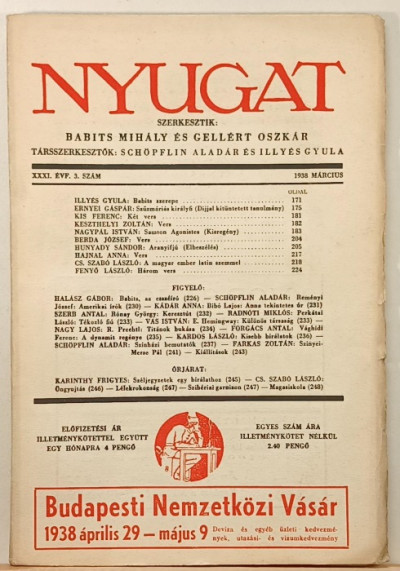 NYUGAT
SZERKESZTIK:
BABITS MIHÁLY ÉS GELLÉRT OSZKÁR
TÁRSSZERKESZTŐK: SCHÖPFLIN ALADÁR ÉS ILLYÉS GYULA
XXXI. ÉVF. 3. SZÁM 1938 MÁRCIUS
OLDAL
ILLYÉS GYULA: Babits szerepe 171
ERNYEI GÁSPÁR: (Díjjal kitüntetett tanulmány) 175
KIS FERENC: Két vers 181
KESZTHELYI ZOLTÁN: Vers 182
NAGYPÁL ISTVÁN: Samson Agonistes (Kisregény) 183
BERDA JÓZSEF: Vers 204
HUNYADY SÁNDOR: Aranyifjú (Elbeszélés) 205
HAJNAL ANNA: Vers 217
CS. SZABÓ LÁSZLÓ: A magyar ember latin szemmel 218
FENYŐ LÁSZLÓ: Három vers 224
FIGYELŐ:
HALÁSZ GÁBOR: Babits, az esszéíró (226) — SCHÖPFLIN ALADÁR: Reményi
József: Amerikai írók (230) — KÁDÁR ANNA: Bibó Lajos: Anna tekintetes úr (231)
SZERB ANTAL: Rónay György: Keresztút (232) — RADNÓTI MIKLÓS: Perkátai
László: Tékozló fiú (233) — VAS ISTVÁN: E. Hemingway: Különös társaság (233) —
NAGY LAJOS: R. Prechtl: Titánok bukása (234) — FORGÁCS ANTAL: Vághidi
Ferenc: A dynamit regénye (235) — KARDOS LÁSZLÓ: Kisebb bírálatok (236) —
SCHÖPFLIN ALADÁR: Színházi bemutatók (237) — FARKAS ZOLTÁN: Szinyei-
Merse Pál (241) — Kiállítások (243)
ŐRJÁRAT:
KARINTHY FRIGYES: Széljegyzetek egy bírálathoz (245) — CS. SZABÓ LÁSZLÓ:
Öngyujtás (246) — Lélekrokonság (247) — Szibériai garnizon (247) — Magasiskola (248)
ELŐFIZETÉSI ÁR
ILLETMÉNYKÖTETTEL EGYÜTT
EGY HÓNAPRA 4 PENGŐ
EGYES SZÁM ÁRA
ILLETMÉNYKÖTET NÉLKÜL
2.40 PENGŐ
Budapesti Nemzetközi Vásár
1938 április 29 — május 9 Deviza és egyéb üzleti kedvezmé-
nyek, utazási- és vízumkedvezmény